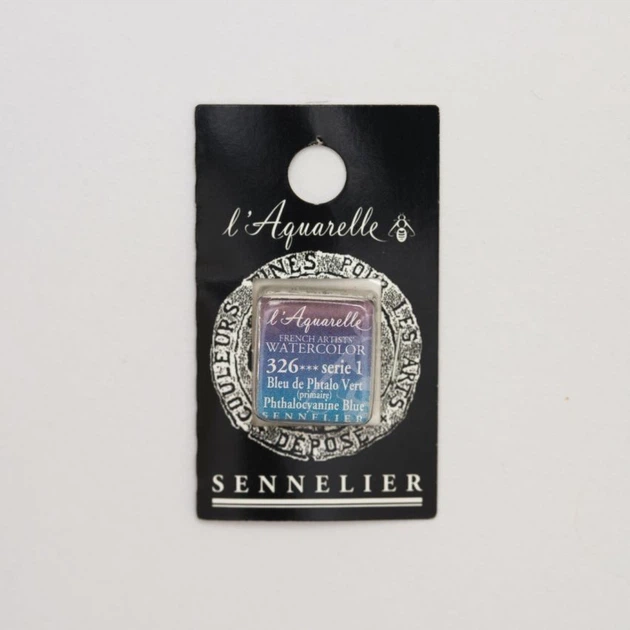 l'Aquarelle
COULEURS FINES POUR LES ARTS
l'Aquarelle
FRENCH ARTISTS'
WATERCOLOR
326*** serie 1
Bleu de Phtalo Vert
(primaire)
Phthalocyanine Blue
SENNELIER
DÉPOSÉ
SENNELIER